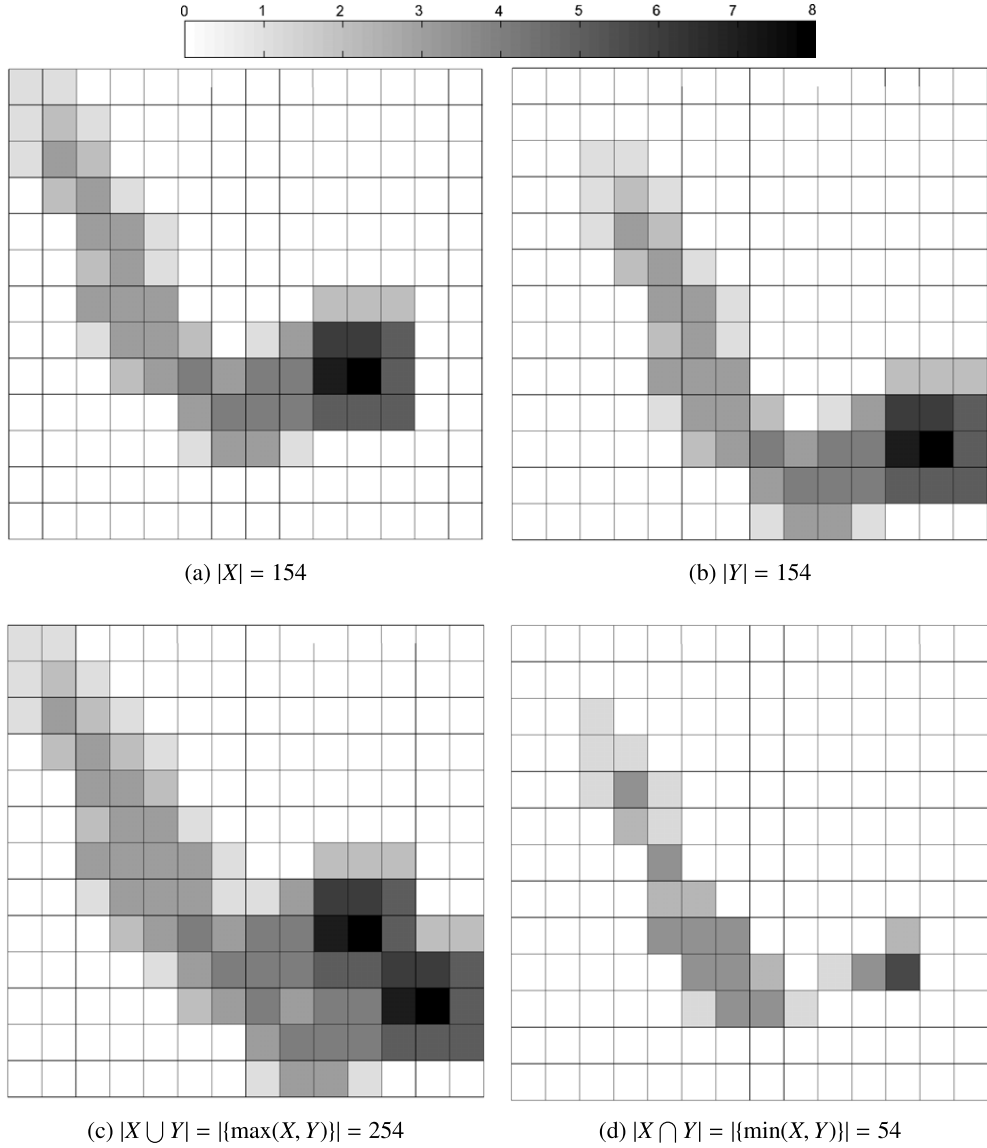 0 1 2 3 4 5 6 7 8
(a) |X| = 154
(b) |Y| = 154
(c) |X ⋃ Y| = |{max(X, Y)}| = 254
(d) |X ⋂ Y| = |{min(X, Y)}| = 54